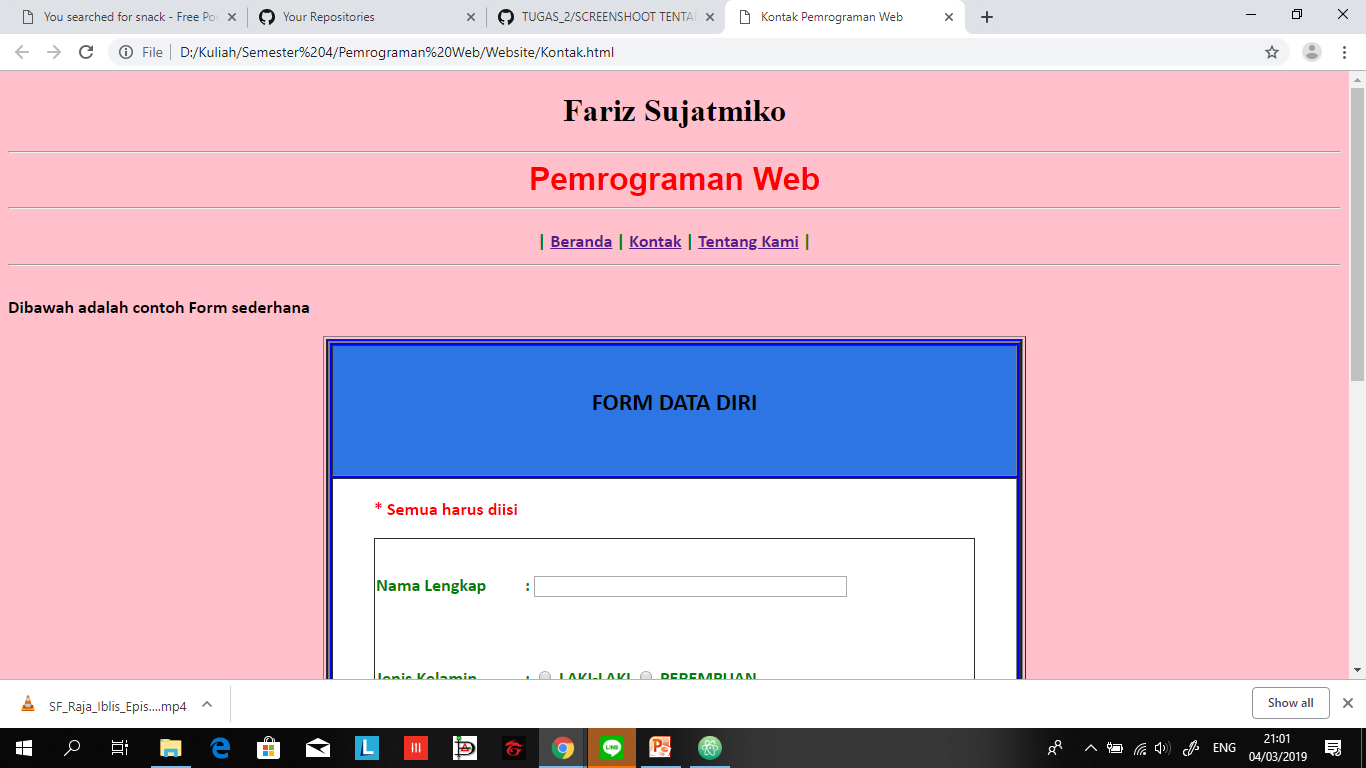 You searched for snack - Free Po
Your Repositories
TUGAS_2/SCREENSHOOT TENTA
Kontak Pemrograman Web
File
D:/Kuliah/Semester%204/Pemrograman%20Web/Website/Kontak.html
Fariz Sujatmiko
Pemrograman Web
| Beranda | Kontak | Tentang Kami |
Dibawah adalah contoh Form sederhana
FORM DATA DIRI
* Semua harus diisi
Nama Lengkap :
Jenis Kelamin : LAKI-LAKI PEREMPUAN
SF_Raja_Iblis_Epis....mp4
Show all
ENG
21:01
04/03/2019